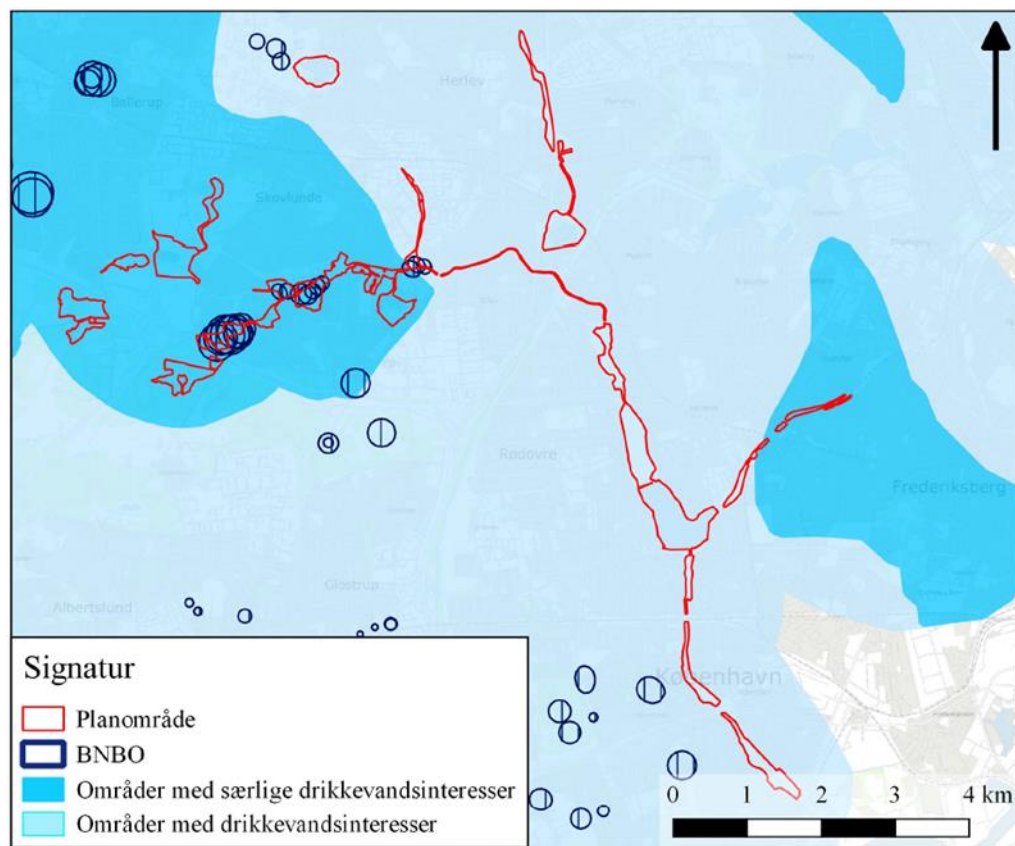 Herlev
Ballerup
Skovlunde
Rødovre
Frederiksberg
Glostrup
Albertslund
København
Signatur
Planområde
BNBO
Områder med særlige drikkevandsinteresser
Områder med drikkevandsinteresser
0 1 2 3 4 km